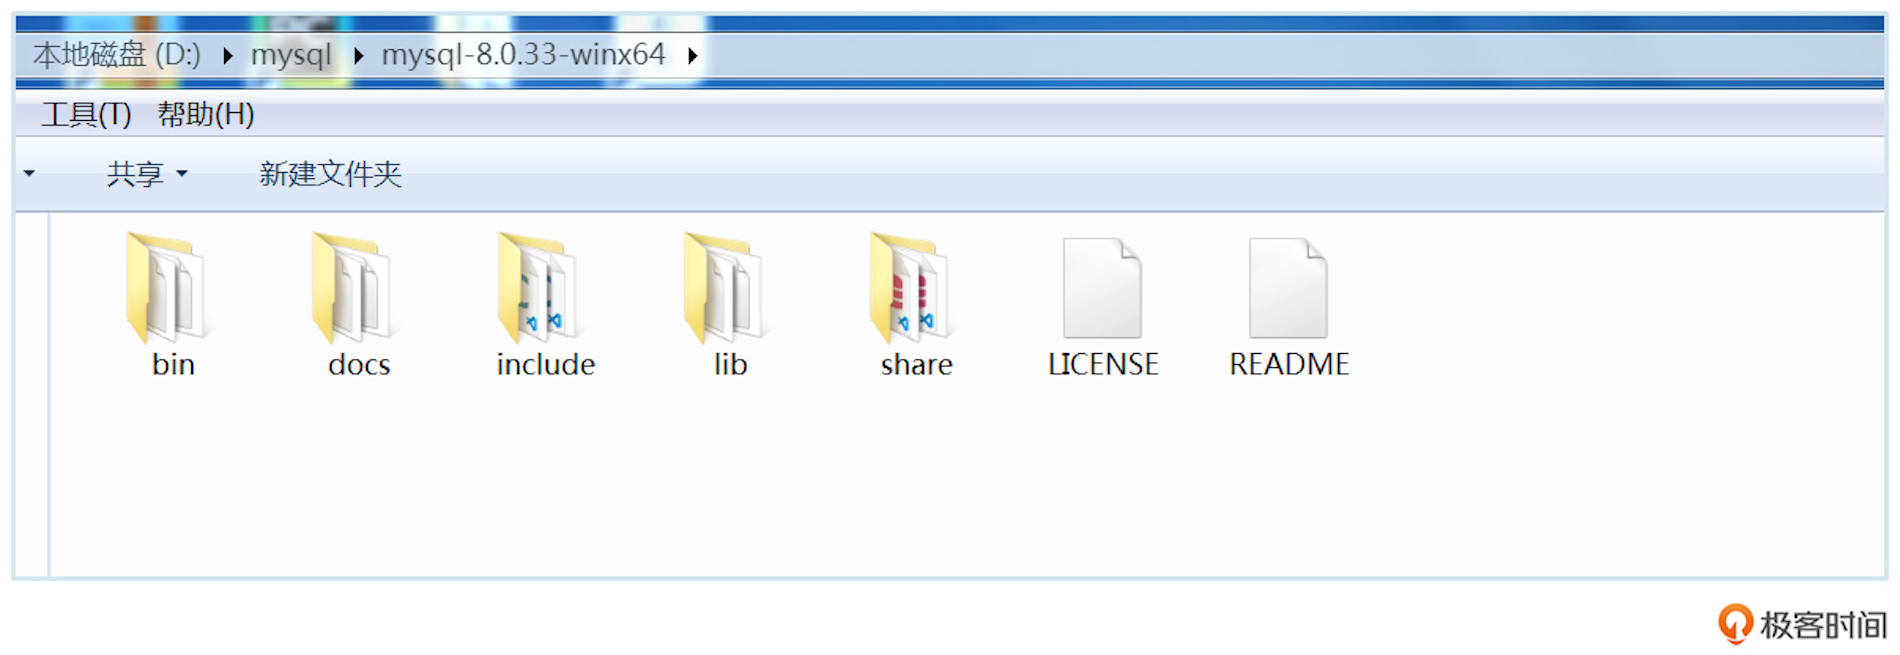 本地磁盘 (D:) mysql mysql-8.0.33-winx64
工具(T) 帮助(H)
共享 新建文件夹
bin docs include lib share LICENSE README
极客时间